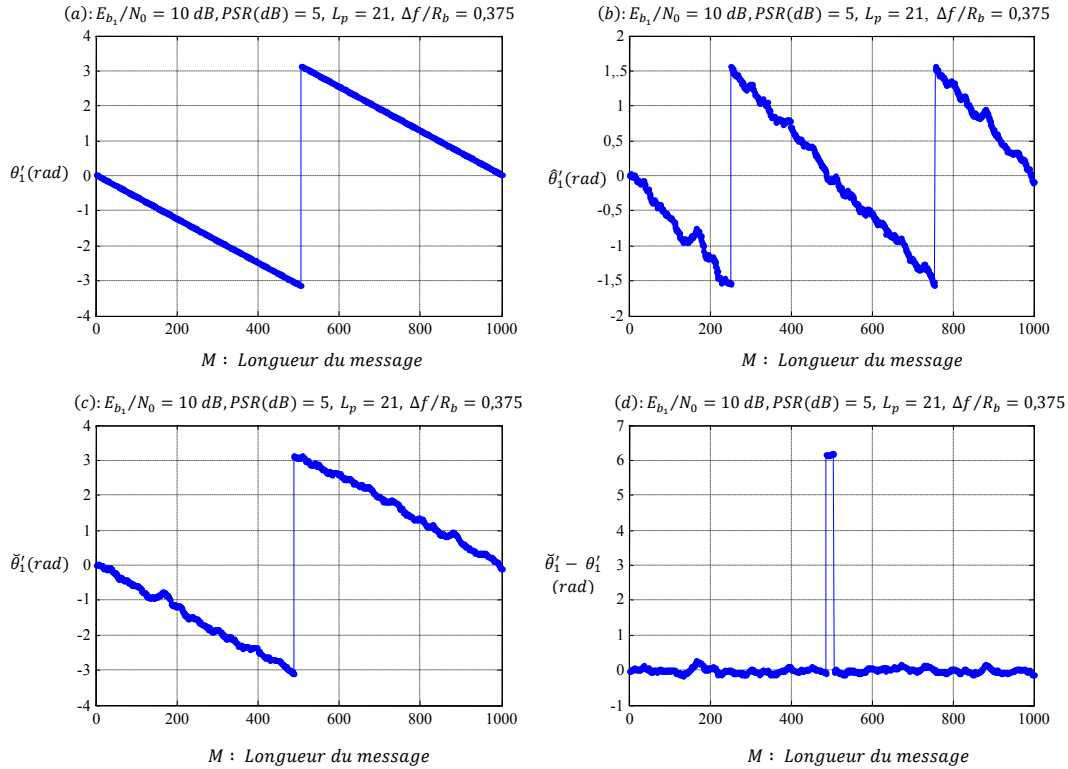 (a): E_{b_1}/N_0 = 10 dB, PSR(dB) = 5, L_p = 21, Δf/R_b = 0,375
4
3
2
1
0
-1
-2
-3
-4
θ′_1(rad)
0 200 400 600 800 1000
M : Longueur du message
(b): E_{b_1}/N_0 = 10 dB, PSR(dB) = 5, L_p = 21, Δf/R_b = 0,375
2
1,5
1
0,5
0
-0,5
-1
-1,5
-2
θ̂′_1(rad)
0 200 400 600 800 1000
M : Longueur du message
(c): E_{b_1}/N_0 = 10 dB, PSR(dB) = 5, L_p = 21, Δf/R_b = 0,375
4
3
2
1
0
-1
-2
-3
-4
θ̆′_1(rad)
0 200 400 600 800 1000
M : Longueur du message
(d): E_{b_1}/N_0 = 10 dB, PSR(dB) = 5, L_p = 21, Δf/R_b = 0,375
7
6
5
4
3
2
1
0
-1
θ̆′_1 − θ′_1
(rad)
0 200 400 600 800 1000
M : Longueur du message